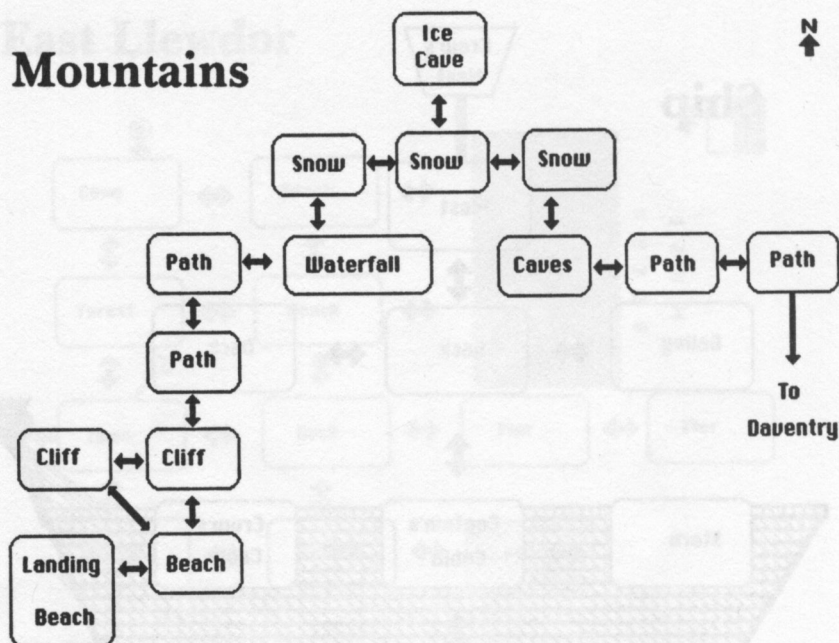 East Llewdor
Mountains
N
Ice
Cave
Ship
Snow
Snow
Snow
Path
Waterfall
Caves
Path
Path
Path
To
Daventry
Cliff
Cliff
Landing
Beach
Beach